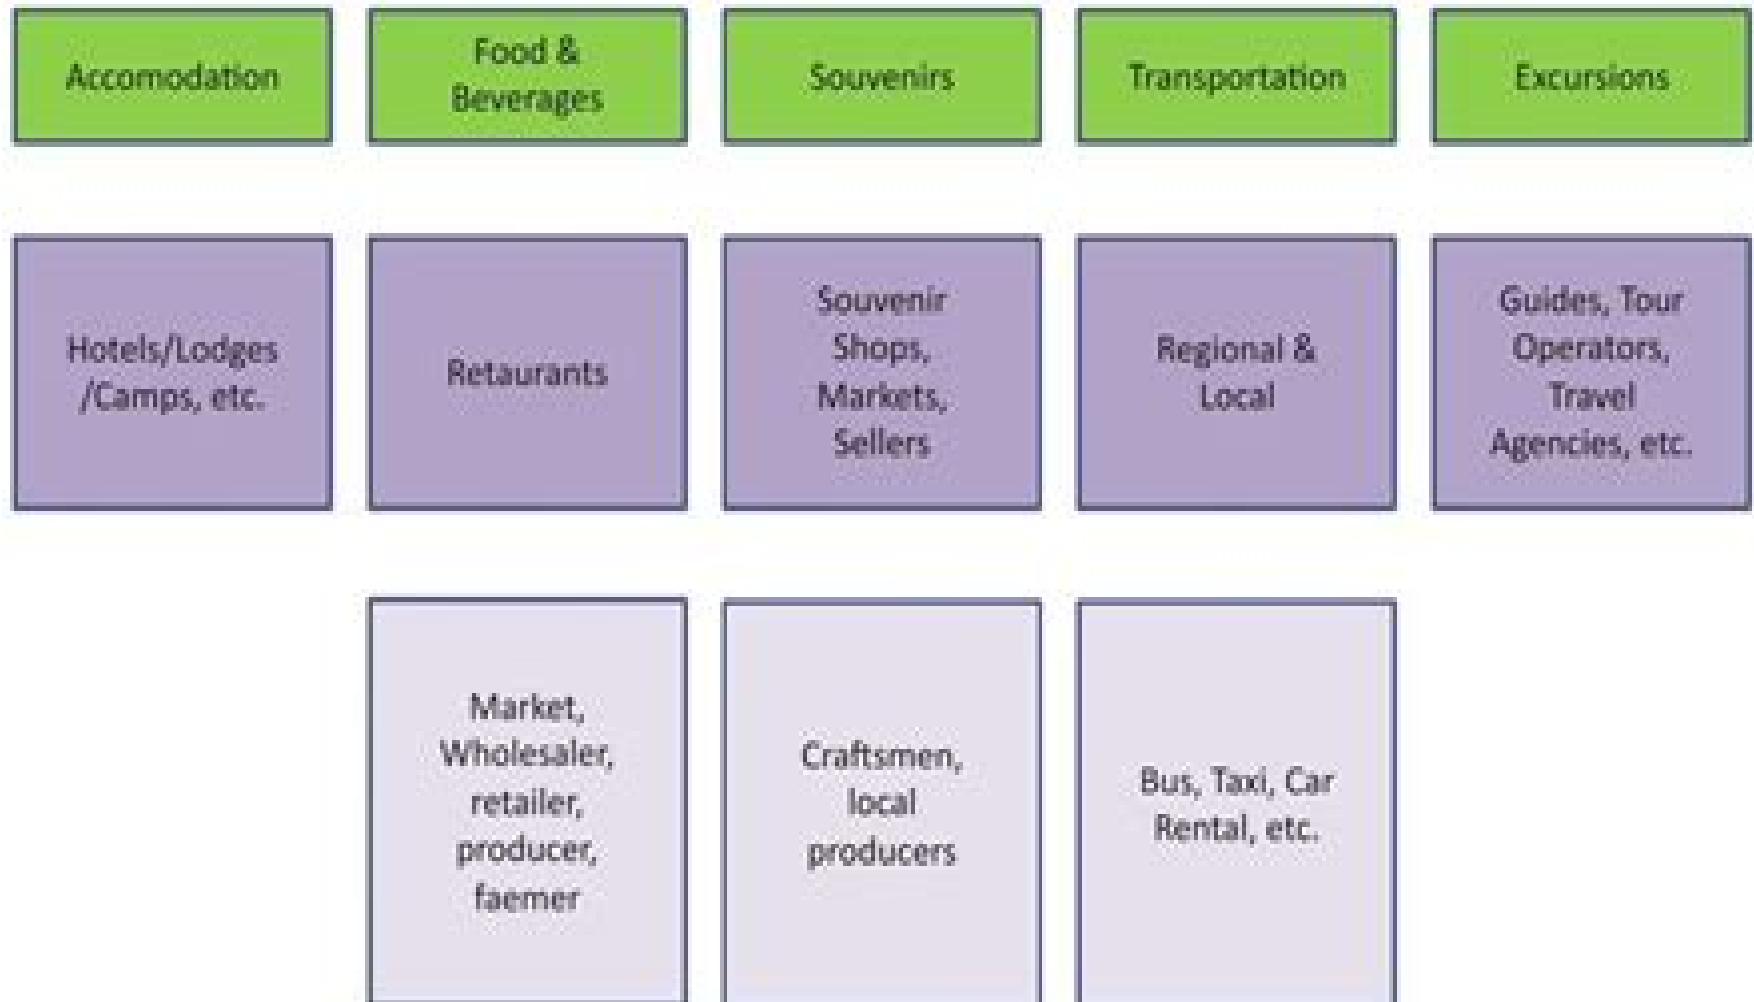 Accomodation
Food &
Beverages
Souvenirs
Transportation
Excursions
Hotels/Lodges
/Camps, etc.
Retaurants
Souvenir
Shops,
Markets,
Sellers
Regional &
Local
Guides, Tour
Operators,
Travel
Agencies, etc.
Market,
Wholesaler,
retailer,
producer,
faemer
Craftsmen,
local
producers
Bus, Taxi, Car
Rental, etc.